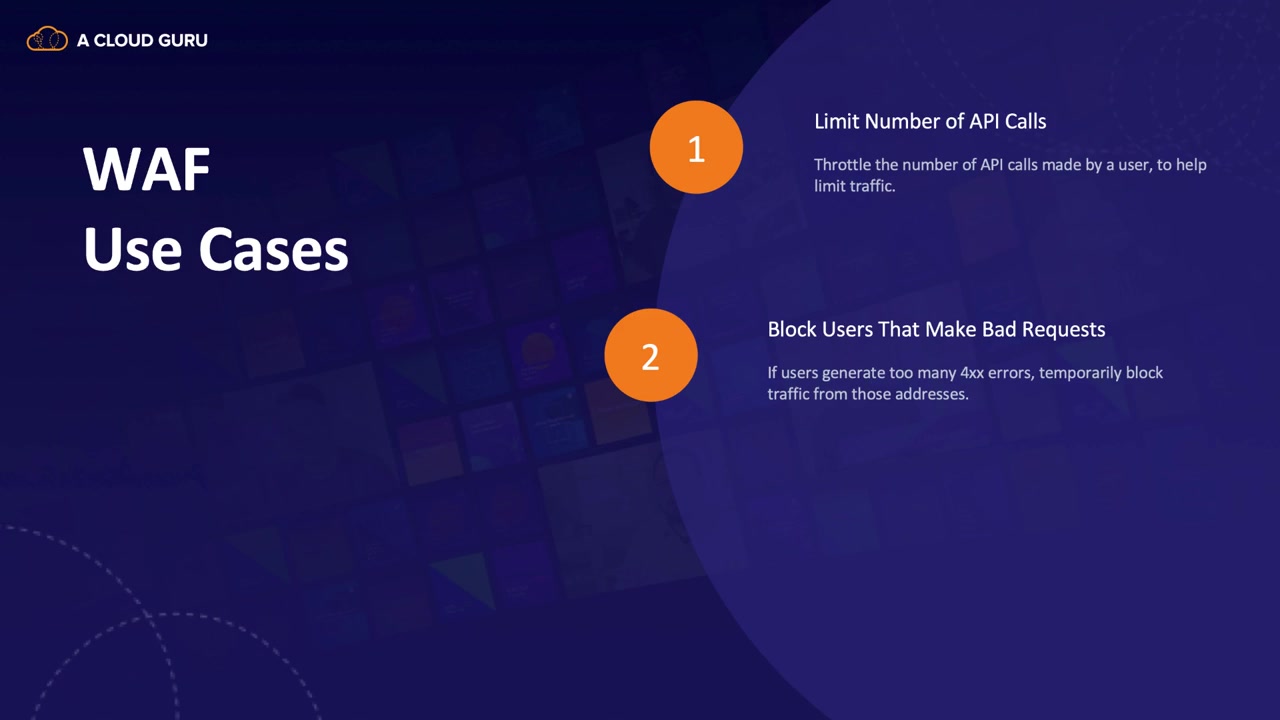 A CLOUD GURU
WAF
Use Cases
1
Limit Number of API Calls
Throttle the number of API calls made by a user, to help
limit traffic.
2
Block Users That Make Bad Requests
If users generate too many 4xx errors, temporarily block
traffic from those addresses.